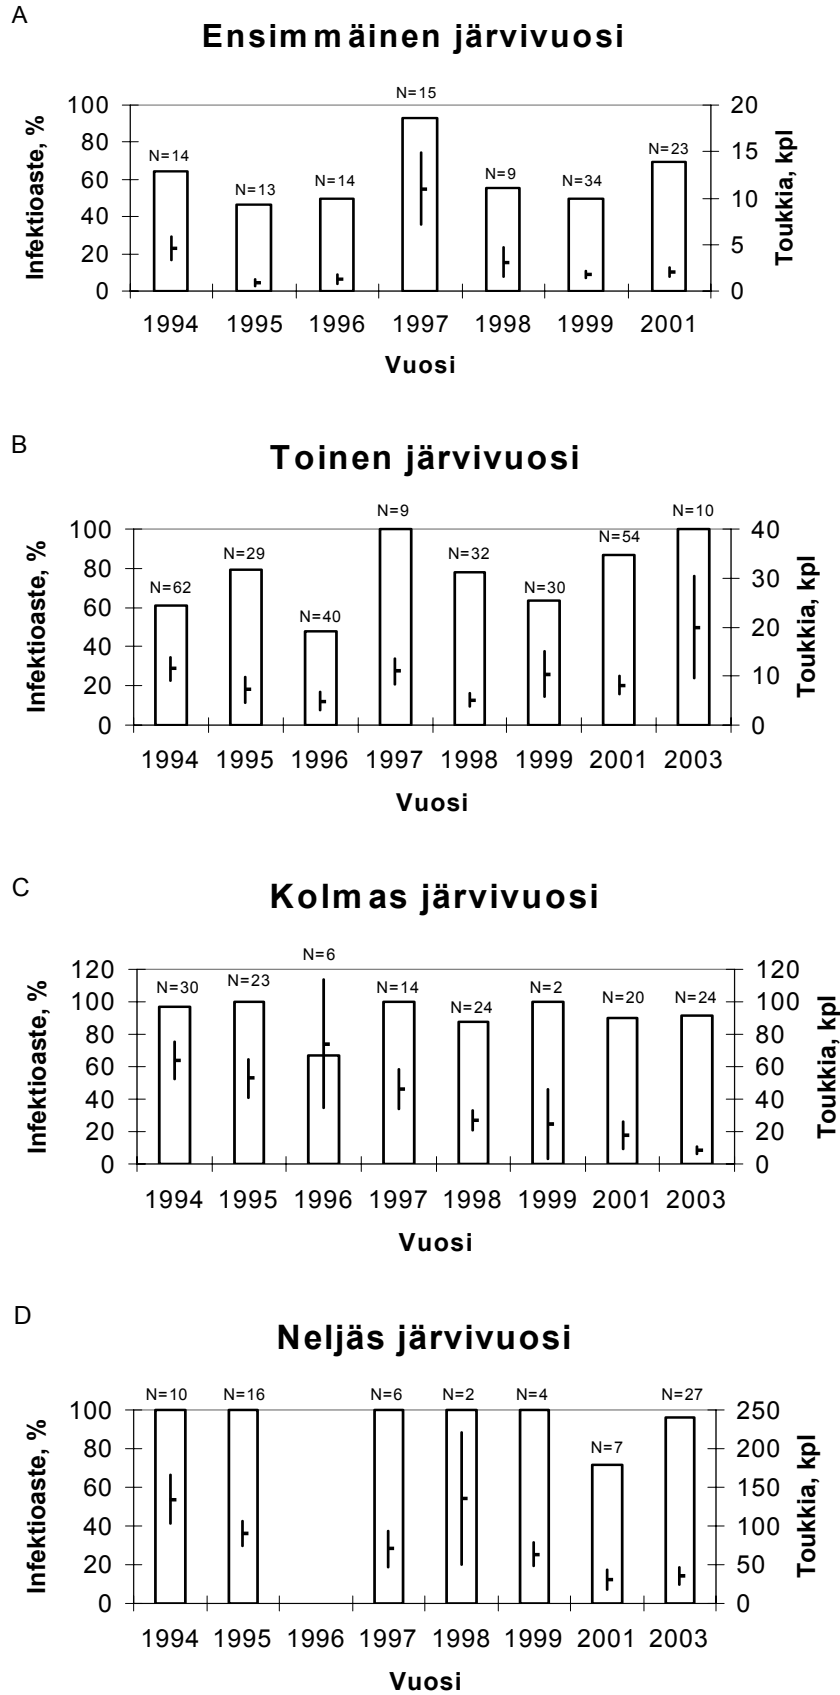 A
Ensimmäinen järvivuosi
Infektioaste, %
Toukkia, kpl
100
80
60
40
20
0
20
15
10
5
0
N=14
N=13
N=14
N=15
N=9
N=34
N=23
1994 1995 1996 1997 1998 1999 2001
Vuosi
B
Toinen järvivuosi
Infektioaste, %
Toukkia, kpl
100
80
60
40
20
0
40
30
20
10
0
N=62
N=29
N=40
N=9
N=32
N=30
N=54
N=10
1994 1995 1996 1997 1998 1999 2001 2003
Vuosi
C
Kolmas järvivuosi
Infektioaste, %
Toukkia, kpl
120
100
80
60
40
20
0
120
100
80
60
40
20
0
N=30
N=23
N=6
N=14
N=24
N=2
N=20
N=24
1994 1995 1996 1997 1998 1999 2001 2003
Vuosi
D
Neljäs järvivuosi
Infektioaste, %
Toukkia, kpl
100
80
60
40
20
0
250
200
150
100
50
0
N=10
N=16
N=6
N=2
N=4
N=7
N=27
1994 1995 1996 1997 1998 1999 2001 2003
Vuosi